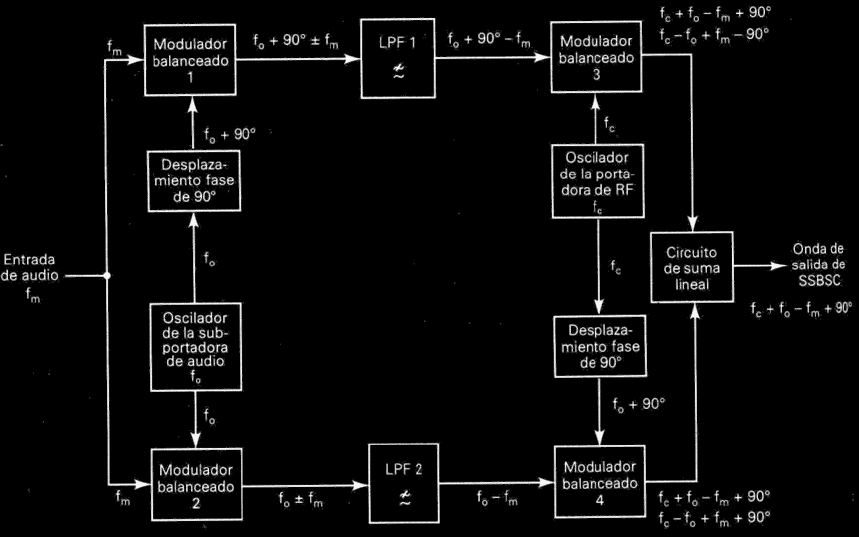 f_m
Modulador
balanceado
1
f_o + 90° ± f_m
LPF 1
f_o + 90° – f_m
Modulador
balanceado
3
f_c + f_o – f_m + 90°
f_c – f_o + f_m – 90°
f_o + 90°
f_c
Desplaza-
miento fase
de 90°
Oscilador
de la porta-
dora de RF
f_c
Entrada
de audio
f_m
f_o
f_c
Circuito
de suma
lineal
Onda de
salida de
SSBSC
f_c + f_o – f_m + 90°
Oscilador
de la sub-
portadora
de audio
f_o
Desplaza-
miento fase
de 90°
f_o
f_o + 90°
f_m
Modulador
balanceado
2
f_o ± f_m
LPF 2
f_o – f_m
Modulador
balanceado
4
f_c + f_o – f_m + 90°
f_c – f_o + f_m + 90°